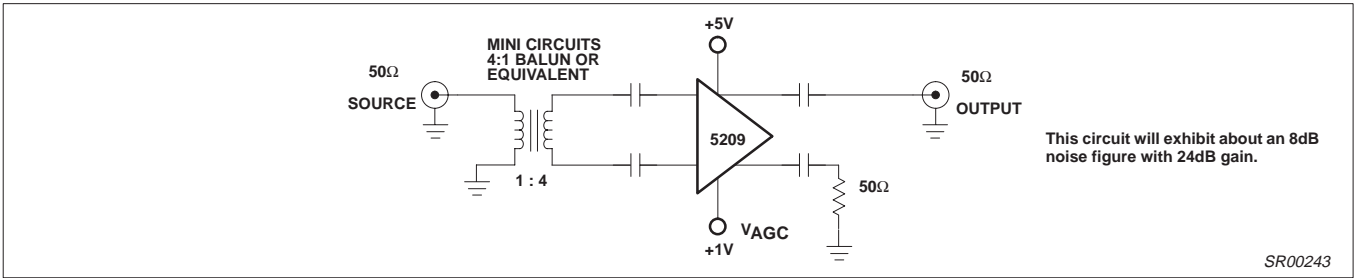 +5V
MINI CIRCUITS
4:1 BALUN OR
EQUIVALENT
50Ω
SOURCE
50Ω
OUTPUT
5209
This circuit will exhibit about an 8dB
noise figure with 24dB gain.
1 : 4
50Ω
VAGC
+1V
SR00243